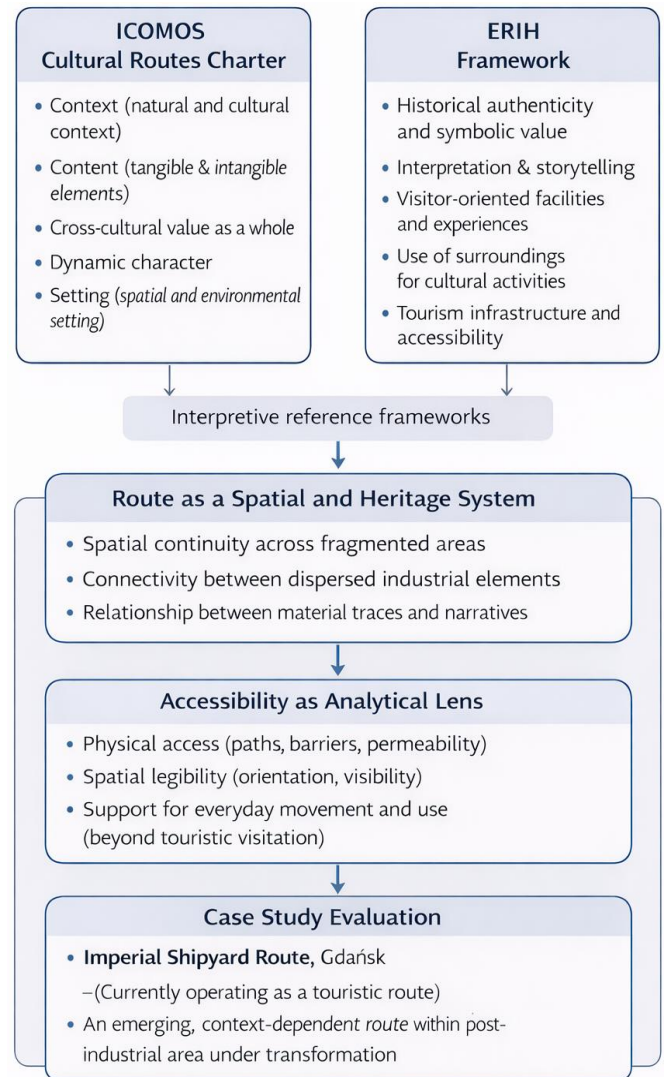 ICOMOS
Cultural Routes Charter
• Context (natural and cultural
context)
• Content (tangible & intangible
elements)
• Cross-cultural value as a whole
• Dynamic character
• Setting (spatial and environmental
setting)
ERIH
Framework
• Historical authenticity
and symbolic value
• Interpretation & storytelling
• Visitor-oriented facilities
and experiences
• Use of surroundings
for cultural activities
• Tourism infrastructure and
accessibility
Interpretive reference frameworks
Route as a Spatial and Heritage System
• Spatial continuity across fragmented areas
• Connectivity between dispersed industrial elements
• Relationship between material traces and narratives
Accessibility as Analytical Lens
• Physical access (paths, barriers, permeability)
• Spatial legibility (orientation, visibility)
• Support for everyday movement and use
(beyond touristic visitation)
Case Study Evaluation
• Imperial Shipyard Route, Gdańsk
–(Currently operating as a touristic route)
• An emerging, context-dependent route within post-
industrial area under transformation